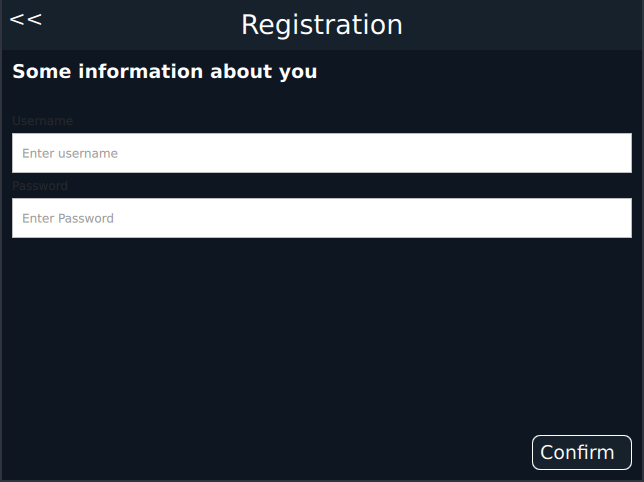 <<
Registration
Some information about you
Username
Enter username
Password
Enter Password
Confirm